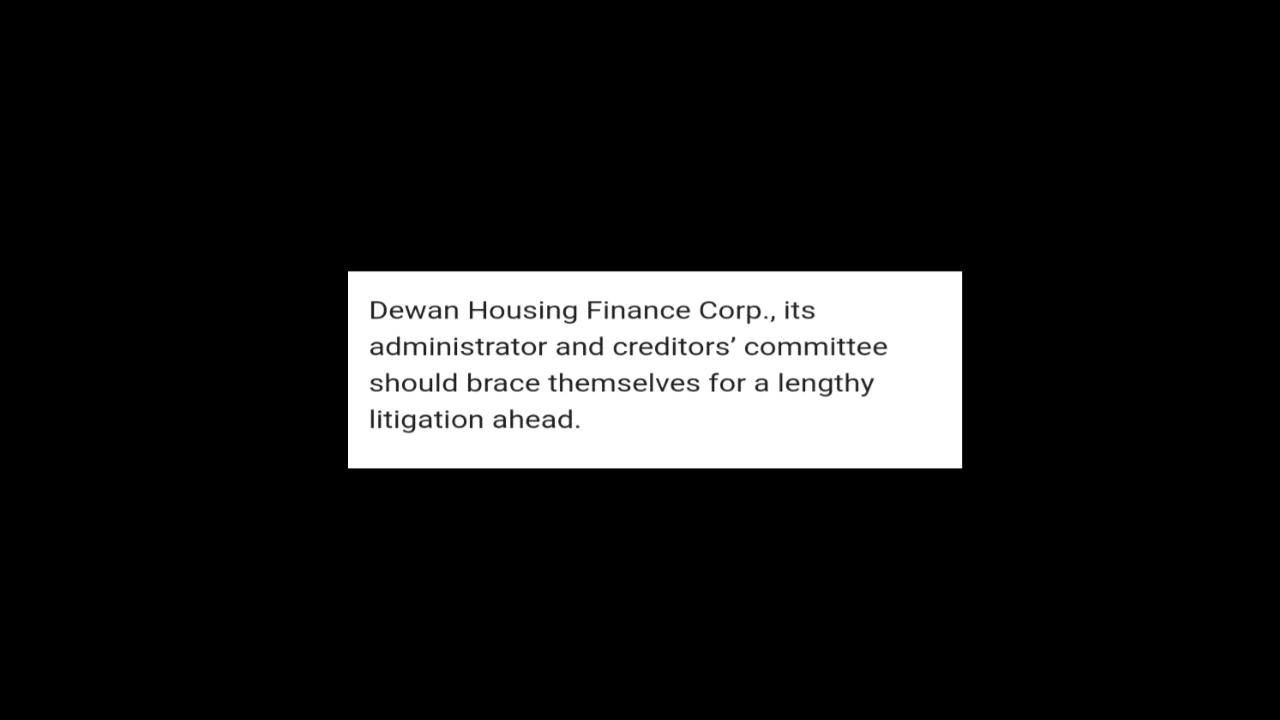 Dewan Housing Finance Corp., its
administrator and creditors’ committee
should brace themselves for a lengthy
litigation ahead.